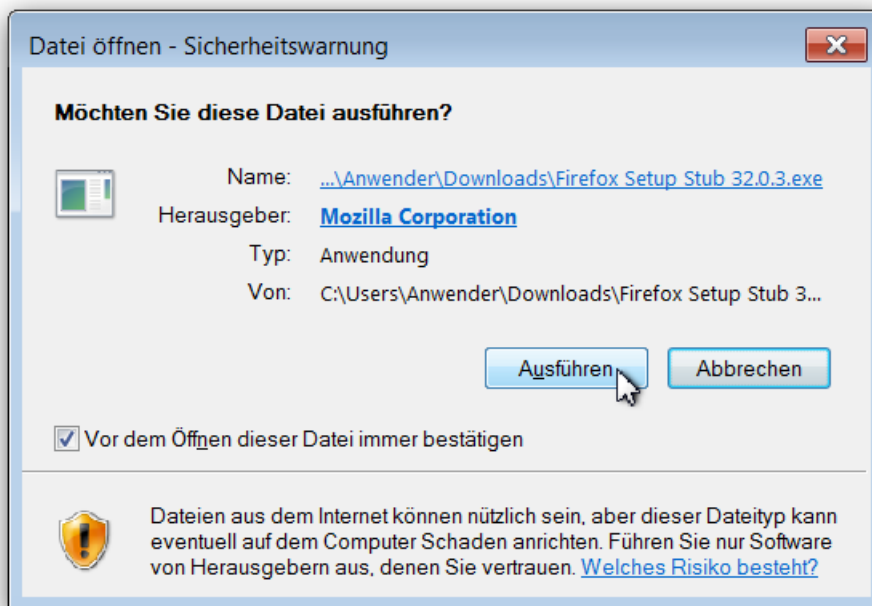 Datei öffnen - Sicherheitswarnung
Möchten Sie diese Datei ausführen?
Name: ...\Anwender\Downloads\Firefox Setup Stub 32.0.3.exe
Herausgeber: Mozilla Corporation
Typ: Anwendung
Von: C:\Users\Anwender\Downloads\Firefox Setup Stub 3...
Ausführen Abbrechen
Vor dem Öffnen dieser Datei immer bestätigen
Dateien aus dem Internet können nützlich sein, aber dieser Dateityp kann
eventuell auf dem Computer Schaden anrichten. Führen Sie nur Software
von Herausgebern aus, denen Sie vertrauen. Welches Risiko besteht?